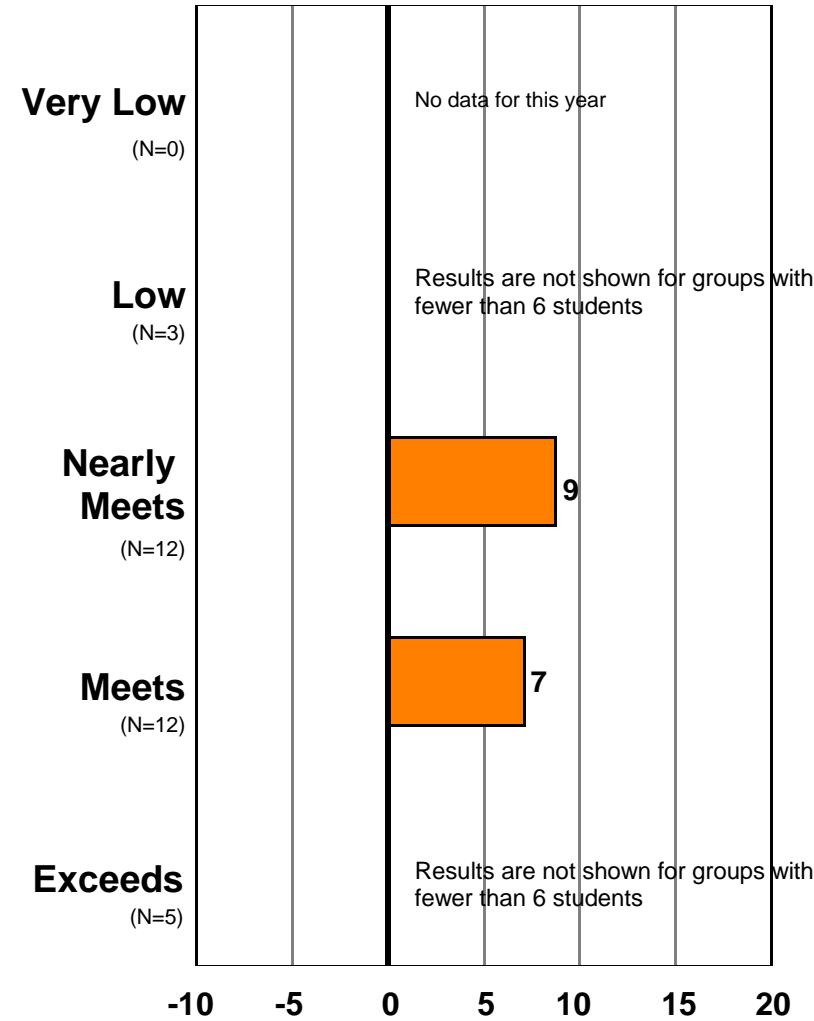 Very Low
No data for this year
(N=0)
Low
Results are not shown for groups with
fewer than 6 students
(N=3)
Nearly
Meets
(N=12)
9
Meets
(N=12)
7
Exceeds
(N=5)
Results are not shown for groups with
fewer than 6 students
-10 -5 0 5 10 15 20